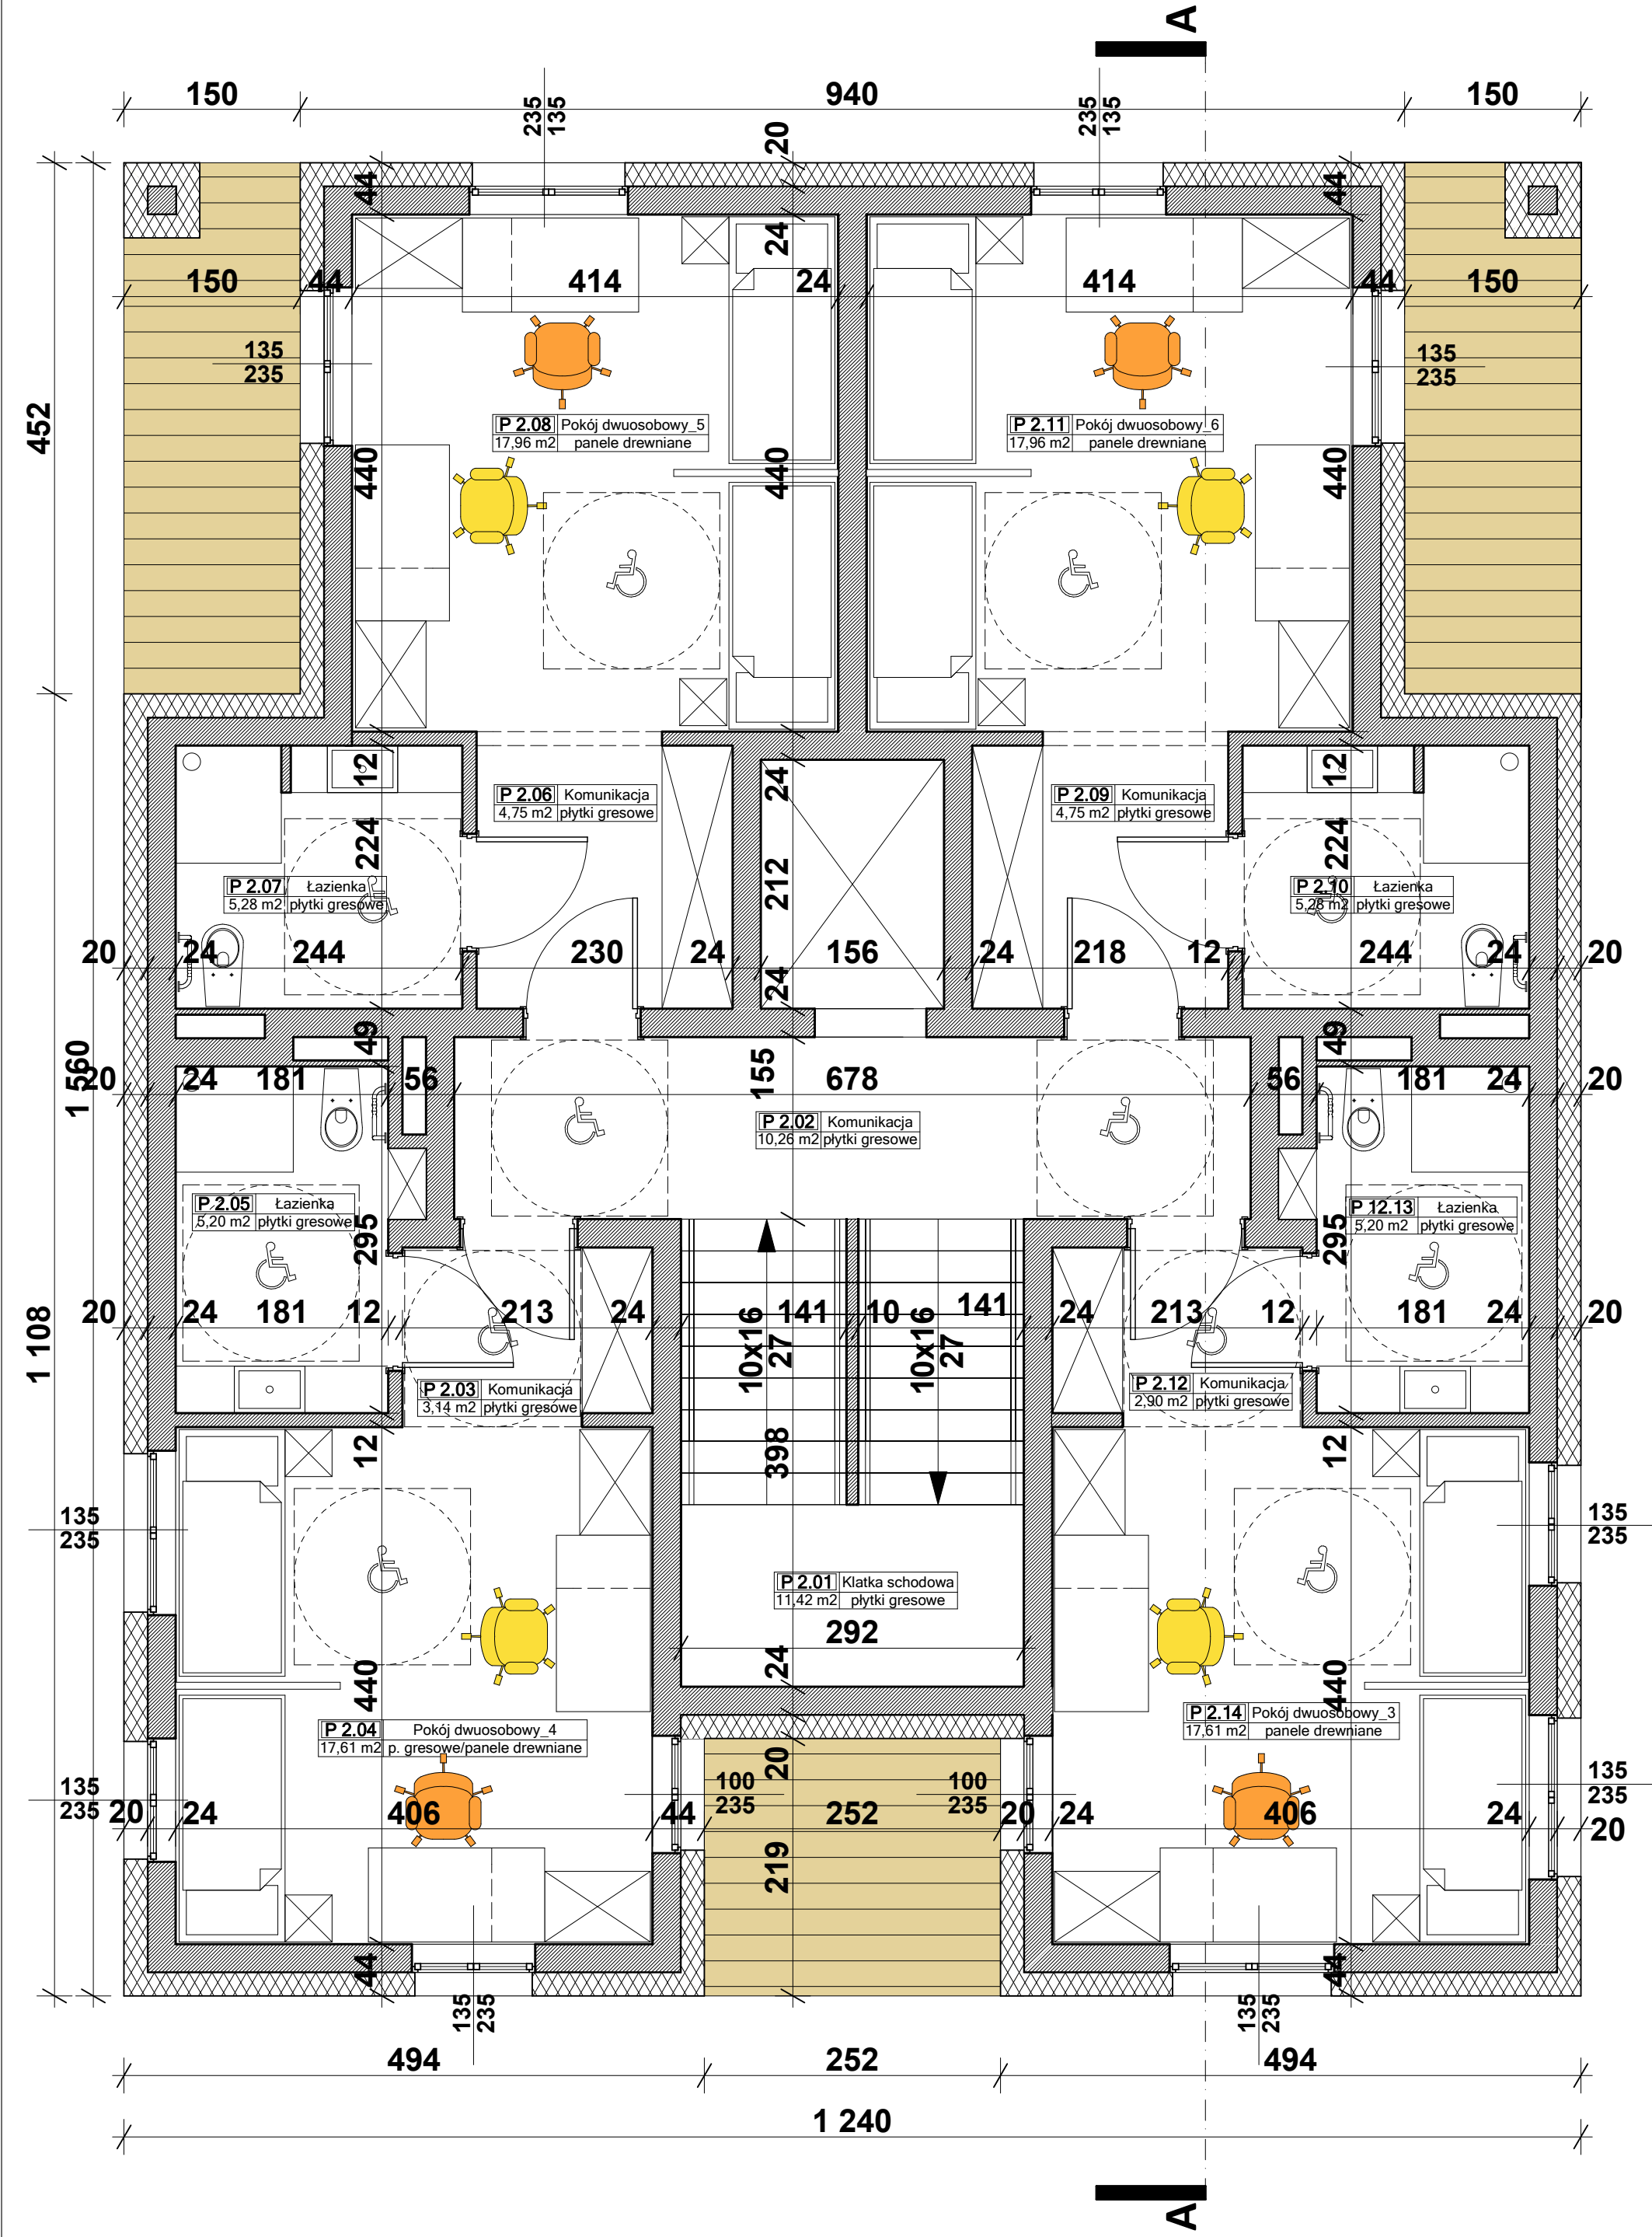 A
150 940 150
235
135
235
135
20
44 44
24
150 44 414 24 414 44 150
135
235
135
235
452
P 2.08 Pokój dwuosobowy_5
17,96 m2 panele drewniane
P 2.11 Pokój dwuosobowy_6
17,96 m2 panele drewniane
440 440 440
12 24 12
P 2.06 Komunikacja
4,75 m2 płytki gresowe
P 2.09 Komunikacja
4,75 m2 płytki gresowe
224 212 224
P 2.07 Łazienka
5,28 m2 płytki gresowe
P 2.10 Łazienka
5,28 m2 płytki gresowe
20 24 244 230 24 156 24 218 12 244 24 20
24
49 155 49
1 560
20 24 181 56 678 56 181 24 20
P 2.02 Komunikacja
10,26 m2 płytki gresowe
P 2.05 Łazienka
5,20 m2 płytki gresowe
P 12.13 Łazienka
5,20 m2 płytki gresowe
295 295
20 24 181 12 213 24 141 10 141 24 213 12 181 24 20
10x16
27
10x16
27
1 108
P 2.03 Komunikacja
3,14 m2 płytki gresowe
P 2.12 Komunikacja
2,90 m2 płytki gresowe
12 398 12
135
235
135
235
P 2.01 Klatka schodowa
11,42 m2 płytki gresowe
292
24
440 440
P 2.04 Pokój dwuosobowy_4
17,61 m2 p. gresowe/panele drewniane
P 2.14 Pokój dwuosobowy_3
17,61 m2 panele drewniane
20
135
235
100
235
100
235
135
235
20 24 406 44 252 20 24 406 24 20
219
44 44
135
235
135
235
494 252 494
1 240
A